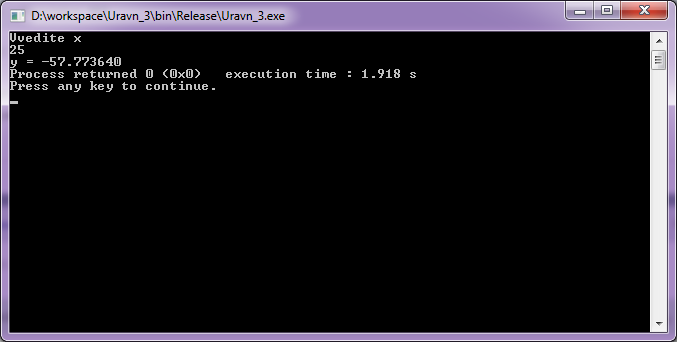 D:\workspace\Uravn_3\bin\Release\Uravn_3.exe
Vvedite x
25
y = -57.773640
Process returned 0 (0x0)   execution time : 1.918 s
Press any key to continue.